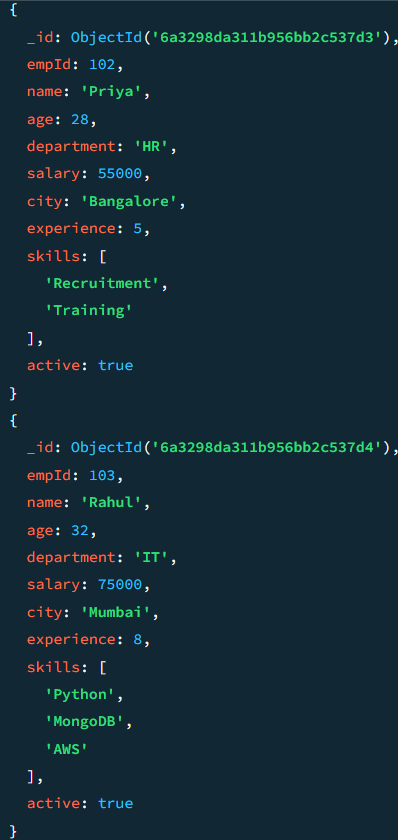 {
  _id: ObjectId('6a3298da311b956bb2c537d3'),
  empId: 102,
  name: 'Priya',
  age: 28,
  department: 'HR',
  salary: 55000,
  city: 'Bangalore',
  experience: 5,
  skills: [
    'Recruitment',
    'Training'
  ],
  active: true
}
{
  _id: ObjectId('6a3298da311b956bb2c537d4'),
  empId: 103,
  name: 'Rahul',
  age: 32,
  department: 'IT',
  salary: 75000,
  city: 'Mumbai',
  experience: 8,
  skills: [
    'Python',
    'MongoDB',
    'AWS'
  ],
  active: true
}